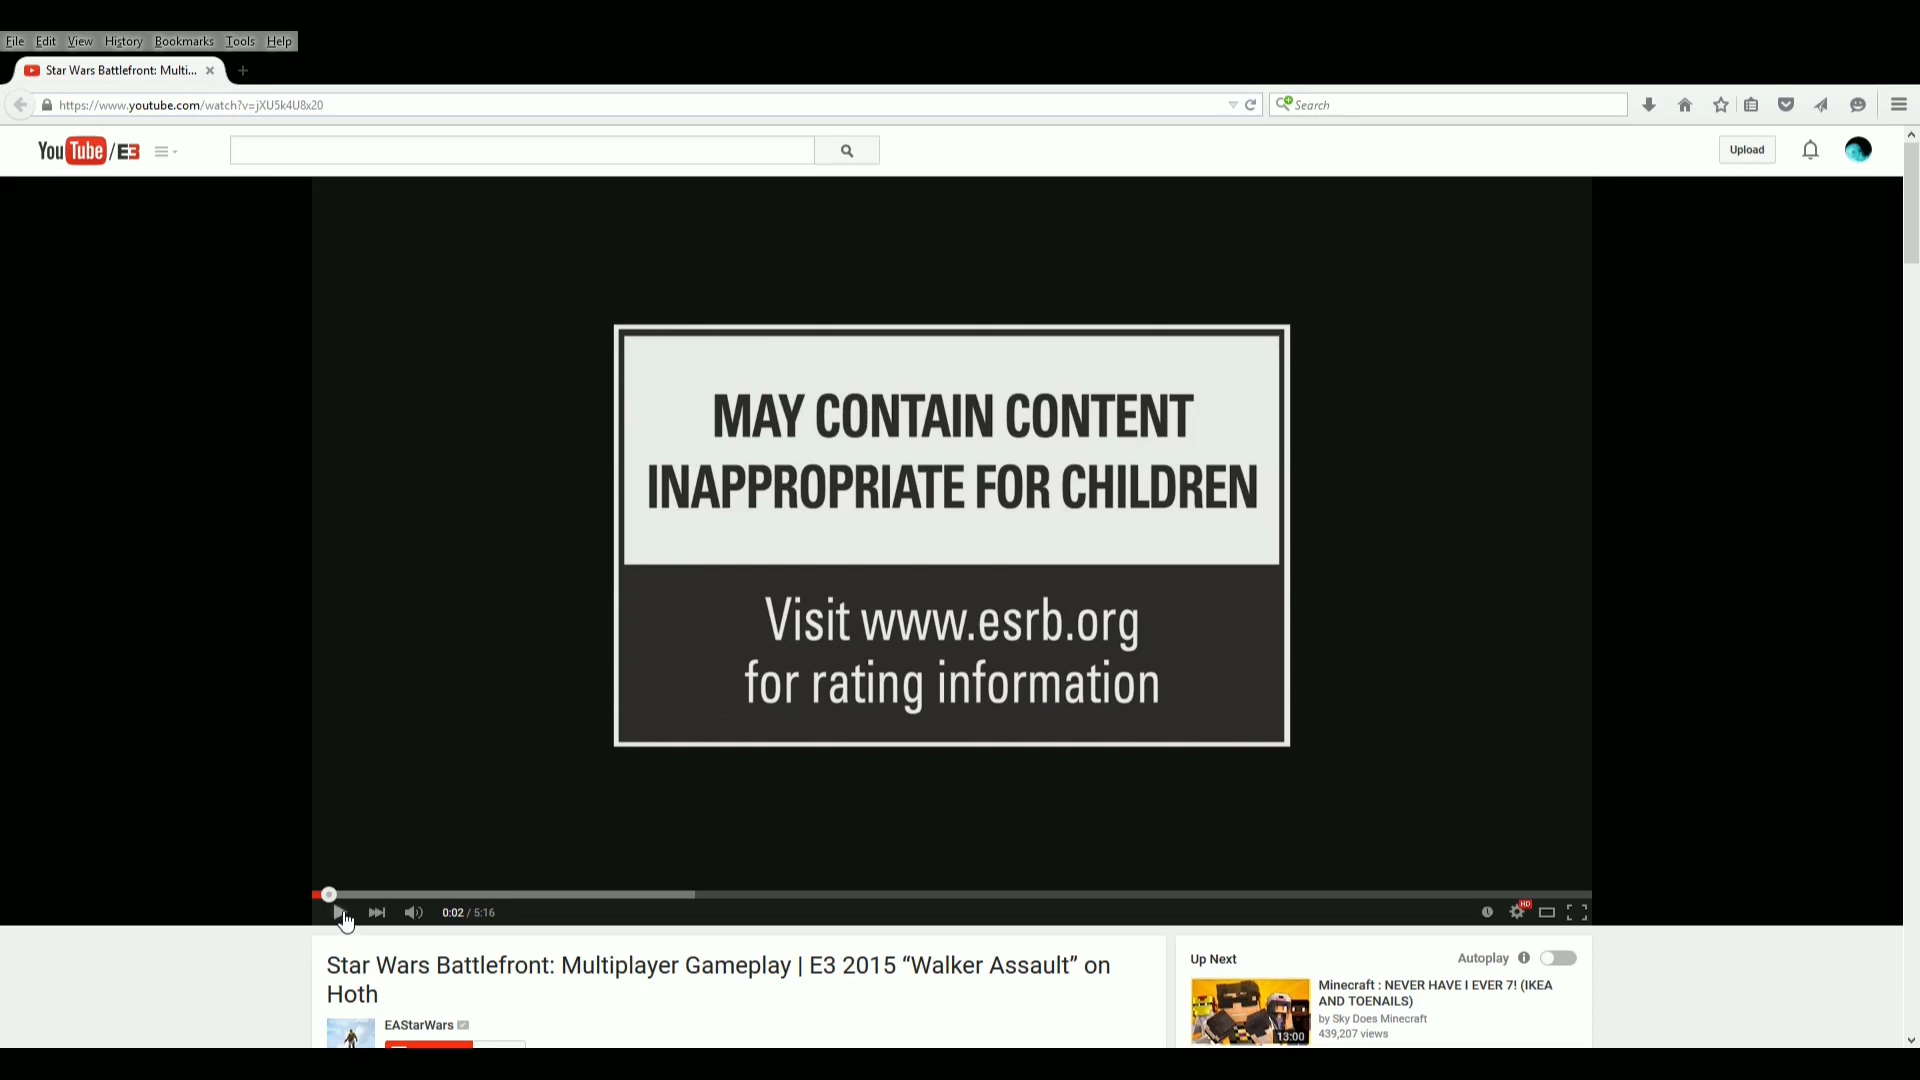 File Edit View History Bookmarks Tools Help
Star Wars Battlefront: Multi...
https://www.youtube.com/watch?v=jXU5k4U8x20
Search
YouTube /E3
Upload
MAY CONTAIN CONTENT
INAPPROPRIATE FOR CHILDREN
Visit www.esrb.org
for rating information
0:02 / 5:16
HD
Star Wars Battlefront: Multiplayer Gameplay | E3 2015 “Walker Assault” on
Hoth
EAStarWars
Up Next
Autoplay
Minecraft : NEVER HAVE I EVER 7! (IKEA
AND TOENAILS)
by Sky Does Minecraft
439,207 views
13:00